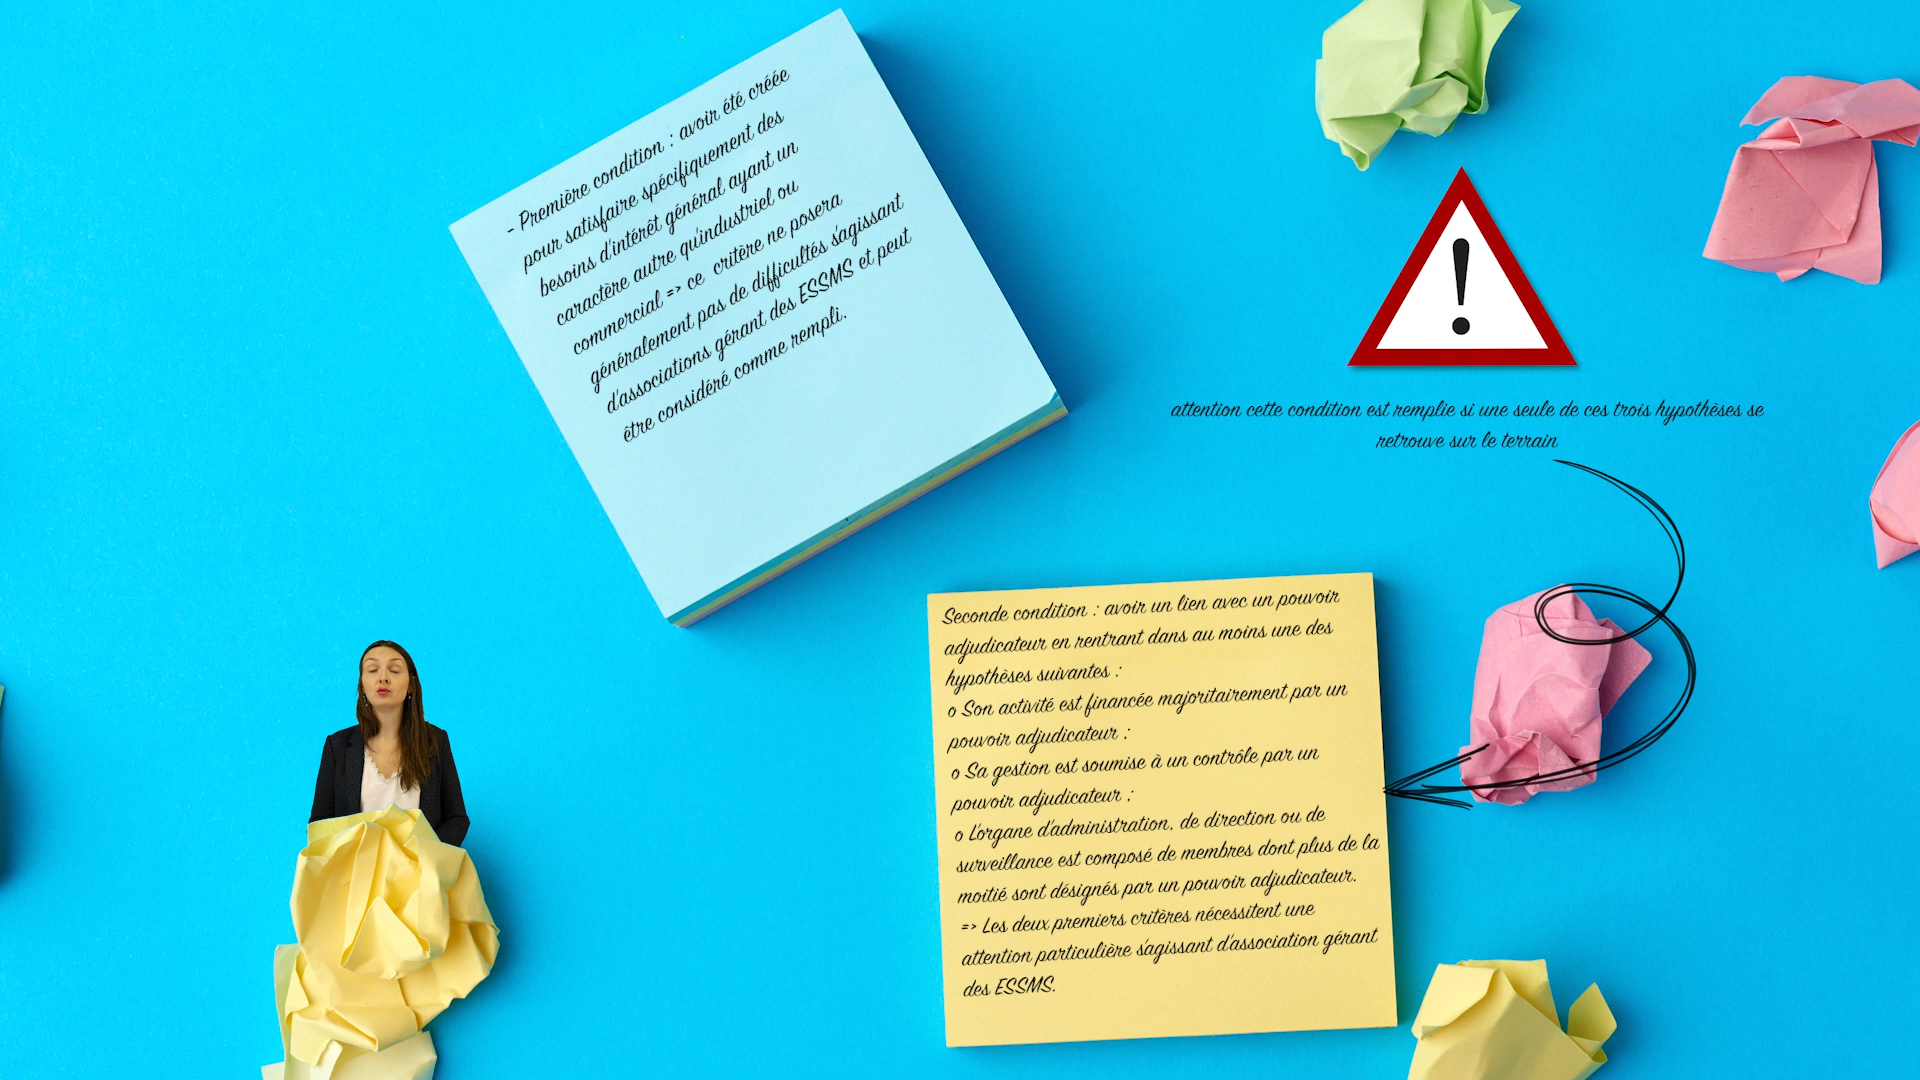 - Première condition : avoir été créée
pour satisfaire spécifiquement des
besoins d'intérêt général ayant un
caractère autre qu'industriel ou
commercial => ce critère ne posera
généralement pas de difficultés s'agissant
d'associations gérant des ESSMS et peut
être considéré comme rempli.
attention cette condition est remplie si une seule de ces trois hypothèses se
retrouve sur le terrain
Seconde condition : avoir un lien avec un pouvoir
adjudicateur en rentrant dans au moins une des
hypothèses suivantes :
o Son activité est financée majoritairement par un
pouvoir adjudicateur ;
o Sa gestion est soumise à un contrôle par un
pouvoir adjudicateur ;
o L'organe d'administration, de direction ou de
surveillance est composé de membres dont plus de la
moitié sont désignés par un pouvoir adjudicateur.
=> Les deux premiers critères nécessitent une
attention particulière s'agissant d'association gérant
des ESSMS.